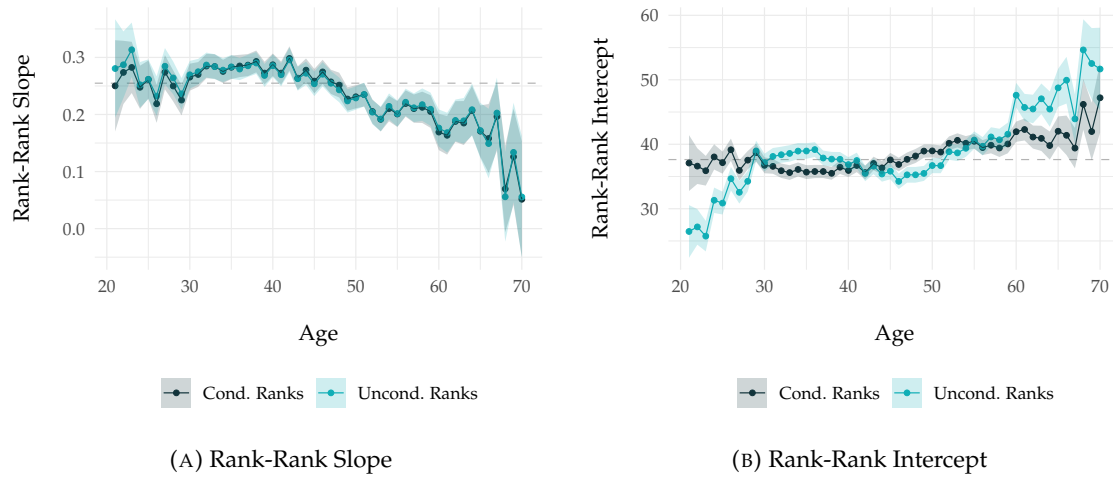 Rank-Rank Slope
0.3
0.2
0.1
0.0
20 30 40 50 60 70
Age
Cond. Ranks Uncond. Ranks
(A) Rank-Rank Slope
Rank-Rank Intercept
60
50
40
30
20 30 40 50 60 70
Age
Cond. Ranks Uncond. Ranks
(B) Rank-Rank Intercept